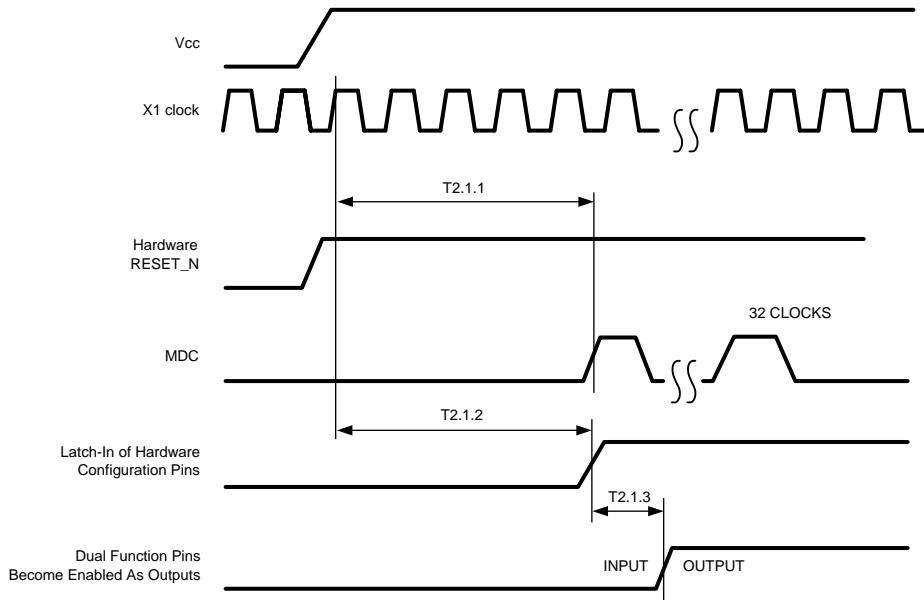 Vcc
X1 clock
T2.1.1
Hardware
RESET_N
32 CLOCKS
MDC
T2.1.2
Latch-In of Hardware
Configuration Pins
T2.1.3
Dual Function Pins
Become Enabled As Outputs
INPUT
OUTPUT